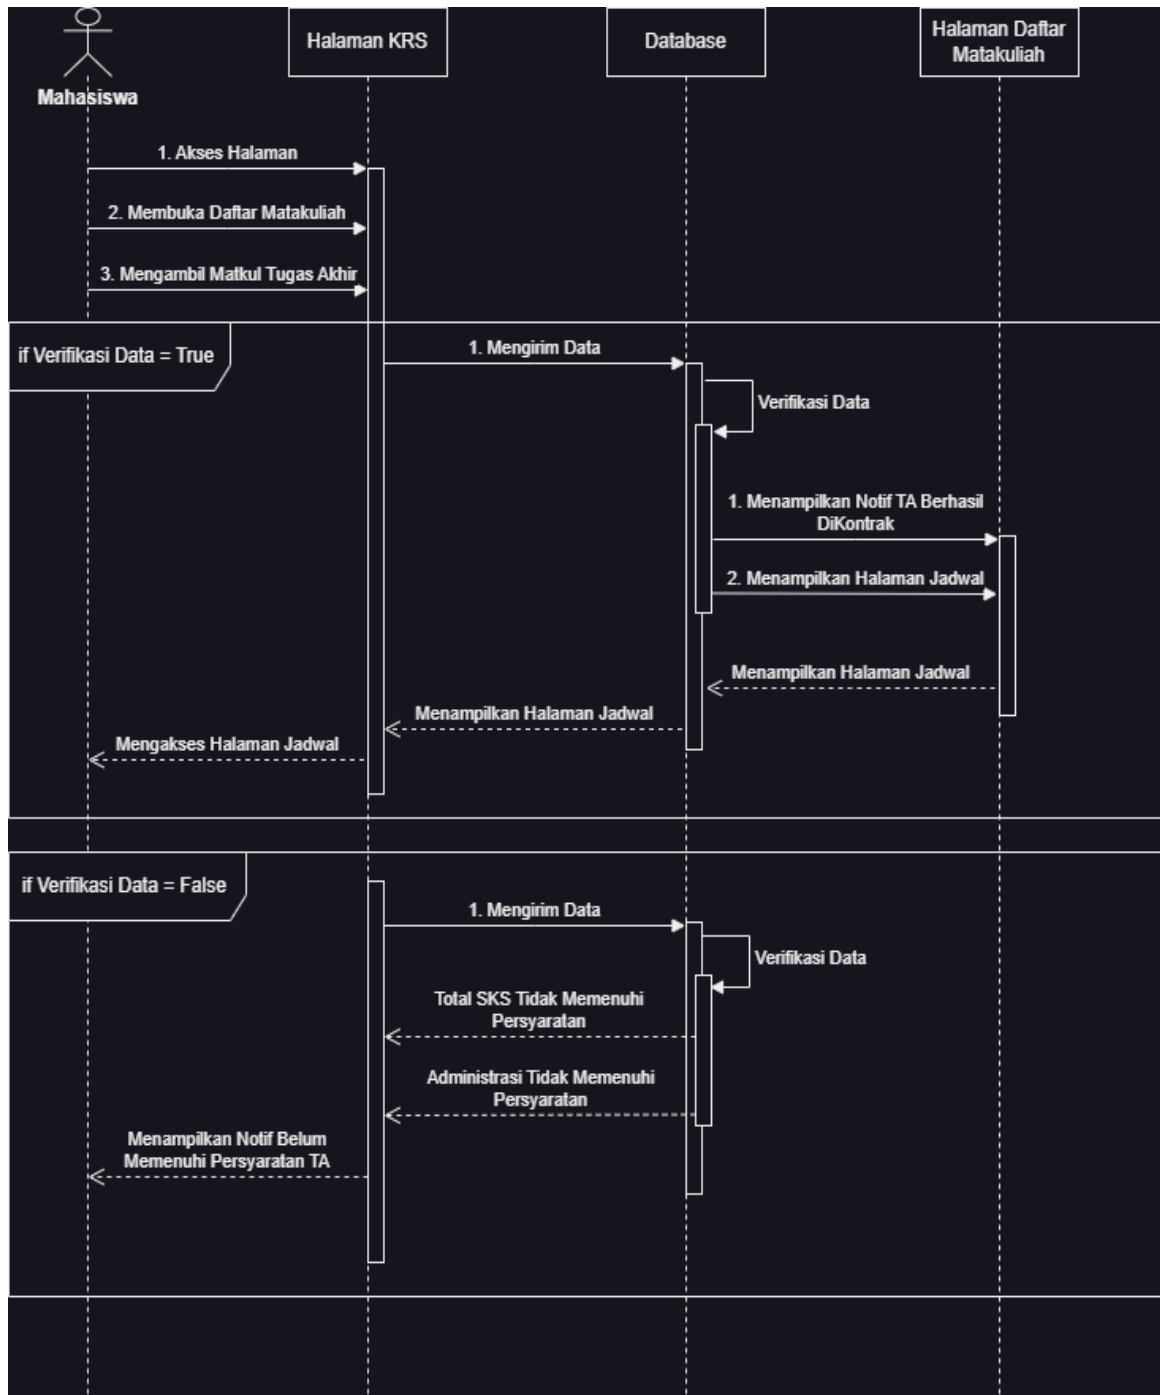 Mahasiswa
Halaman KRS
Database
Halaman Daftar
Matakuliah
1. Akses Halaman
2. Membuka Daftar Matakuliah
3. Mengambil Matkul Tugas Akhir
if Verifikasi Data = True
1. Mengirim Data
Verifikasi Data
1. Menampilkan Notif TA Berhasil
DiKontrak
2. Menampilkan Halaman Jadwal
Menampilkan Halaman Jadwal
Menampilkan Halaman Jadwal
Mengakses Halaman Jadwal
if Verifikasi Data = False
1. Mengirim Data
Verifikasi Data
Total SKS Tidak Memenuhi
Persyaratan
Administrasi Tidak Memenuhi
Persyaratan
Menampilkan Notif Belum
Memenuhi Persyaratan TA